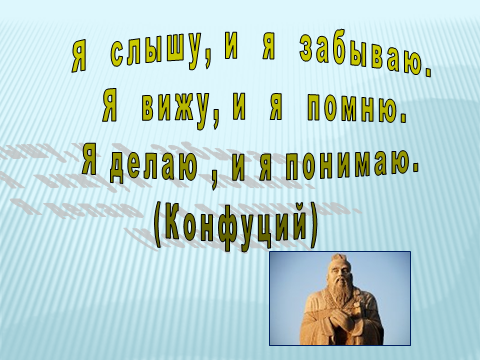 Я слышу, и я забываю.
Я вижу, и я помню.
Я делаю , и я понимаю.
(Конфуций)